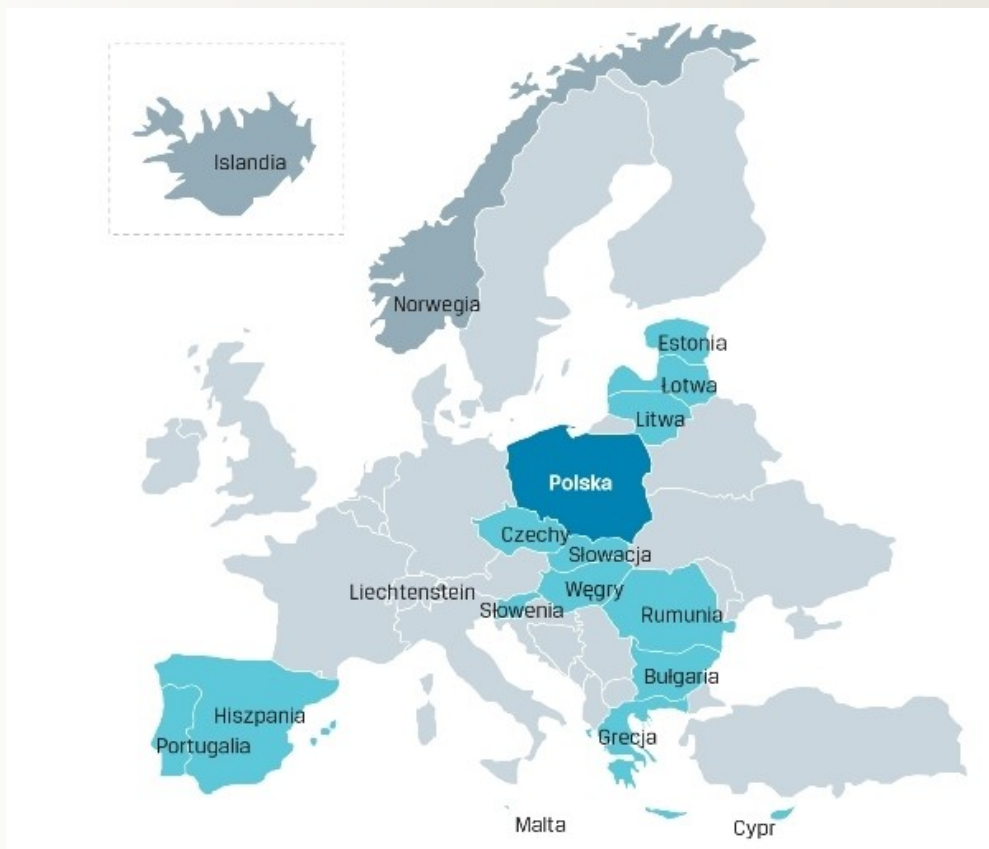 Islandia
Norwegia
Estonia
Łotwa
Litwa
Polska
Czechy
Słowacja
Liechtenstein
Węgry
Słowenia
Rumunia
Bułgaria
Hiszpania
Grecja
Portugalia
Malta
Cypr